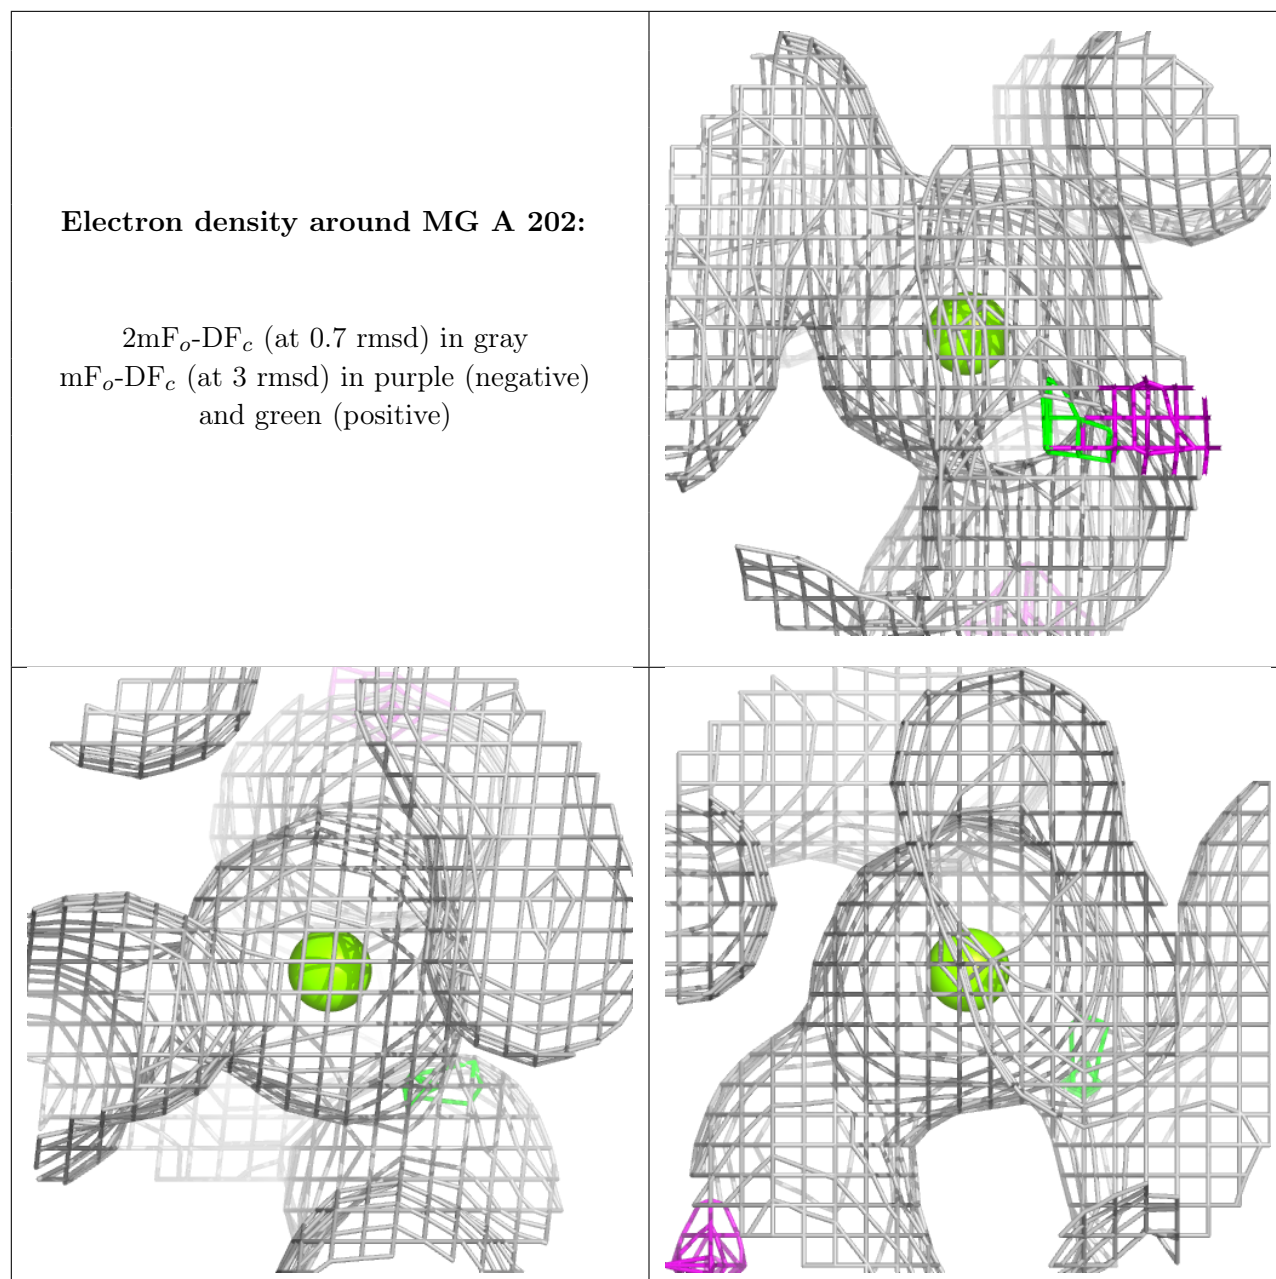 Electron density around MG A 202:
2mFo-DFc (at 0.7 rmsd) in gray
mFo-DFc (at 3 rmsd) in purple (negative)
and green (positive)